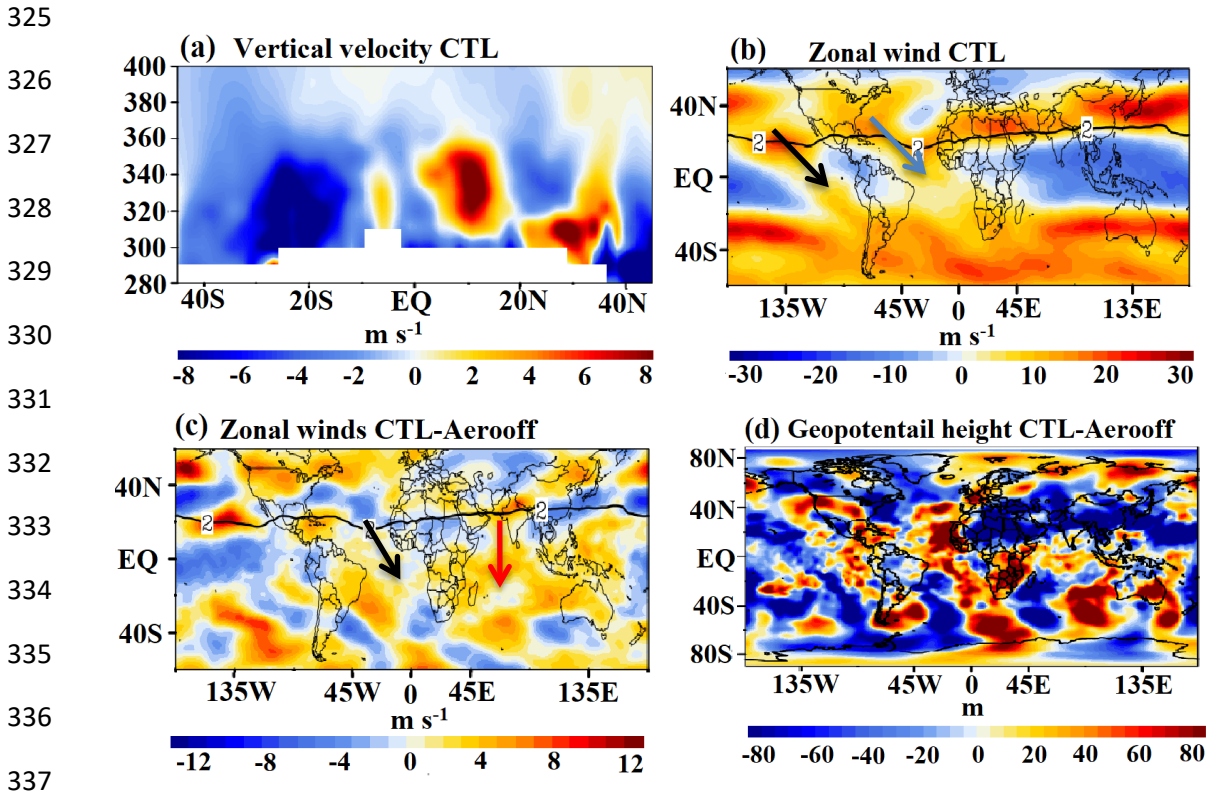 325
(a) Vertical velocity CTL
(b) Zonal wind CTL
326
400
380
360
340
320
300
280
40S 20S EQ 20N 40N
m s-1
-8 -6 -4 -2 0 2 4 6 8
40N
EQ
40S
2
2
2
135W 45W 0 45E 135E
m s-1
-30 -20 -10 0 10 20 30
327
328
329
330
331
(c) Zonal winds CTL-Aerooff
(d) Geopotentail height CTL-Aerooff
332
40N
EQ
40S
2
2
135W 45W 0 45E 135E
m s-1
-12 -8 -4 0 4 8 12
80N
40N
EQ
40S
80S
135W 45W 0 45E 135E
m
-80 -60 -40 -20 0 20 40 60 80
333
334
335
336
337